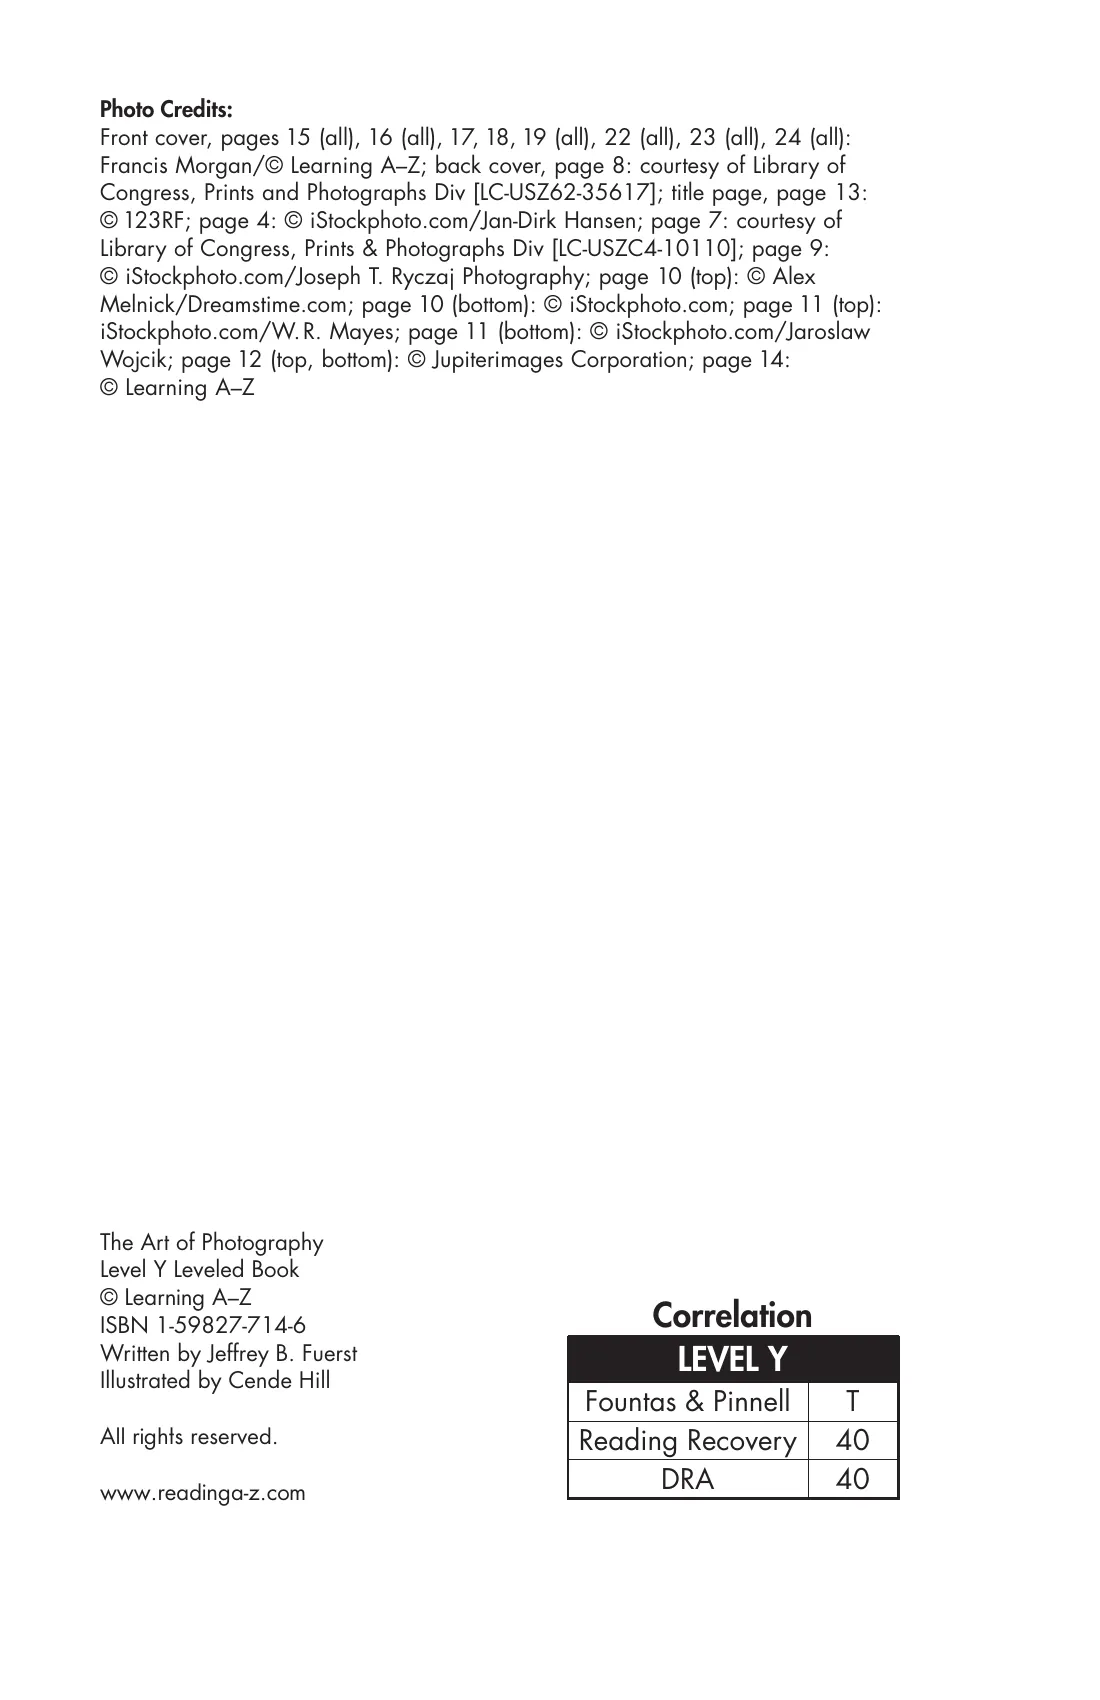 Photo Credits:
Front cover, pages 15 (all), 16 (all), 17, 18, 19 (all), 22 (all), 23 (all), 24 (all):
Francis Morgan/© Learning A–Z; back cover, page 8: courtesy of Library of
Congress, Prints and Photographs Div [LC-USZ62-35617]; title page, page 13:
© 123RF; page 4: © iStockphoto.com/Jan-Dirk Hansen; page 7: courtesy of
Library of Congress, Prints & Photographs Div [LC-USZC4-10110]; page 9:
© iStockphoto.com/Joseph T. Ryczaj Photography; page 10 (top): © Alex
Melnick/Dreamstime.com; page 10 (bottom): © iStockphoto.com; page 11 (top):
iStockphoto.com/W. R. Mayes; page 11 (bottom): © iStockphoto.com/Jaroslaw
Wojcik; page 12 (top, bottom): © Jupiterimages Corporation; page 14:
© Learning A–Z
The Art of Photography
Level Y Leveled Book
© Learning A–Z
ISBN 1-59827-714-6
Written by Jeffrey B. Fuerst
Illustrated by Cende Hill
All rights reserved.
www.readinga-z.com
Correlation
LEVEL Y
Fountas & Pinnell T
Reading Recovery 40
DRA 40